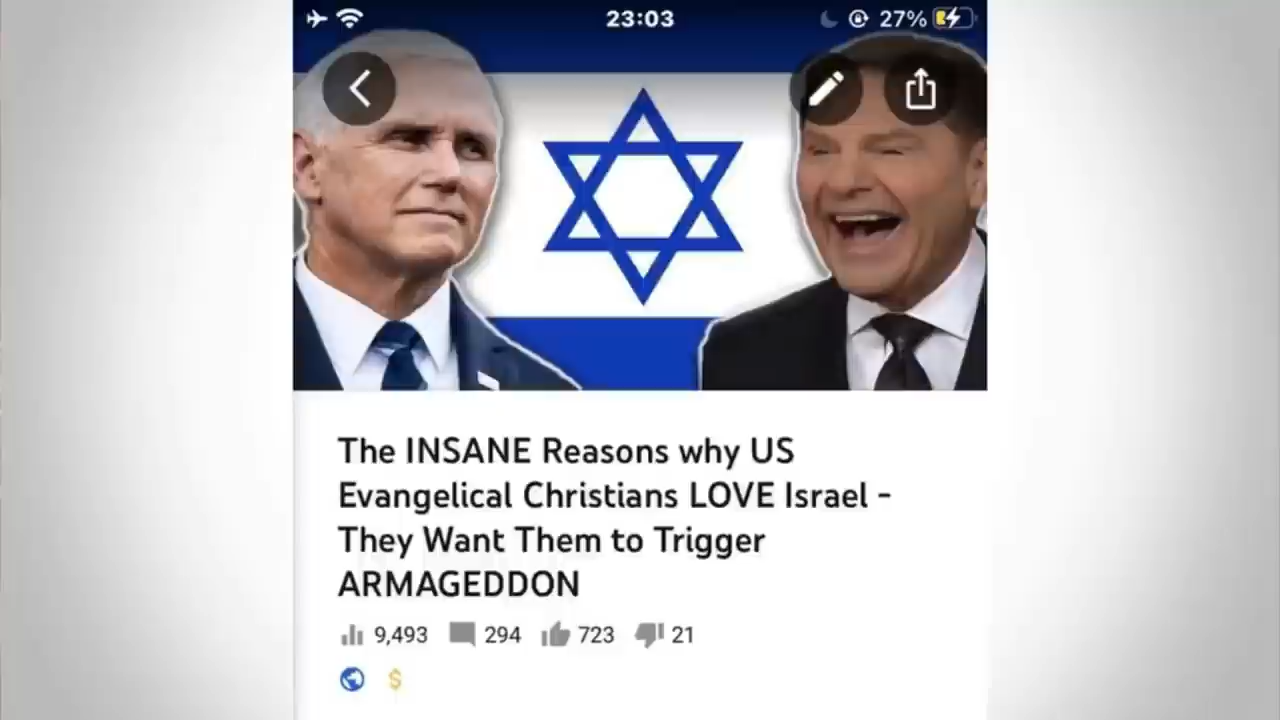 23:03
27%
The INSANE Reasons why US
Evangelical Christians LOVE Israel -
They Want Them to Trigger
ARMAGEDDON
9,493 294 723 21
$